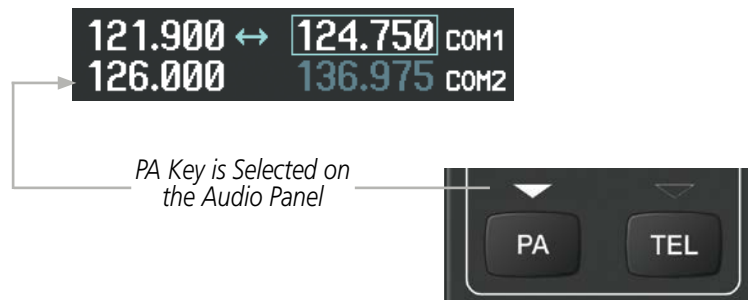 121.900 ↔ 124.750 COM1
126.000 136.975 COM2
PA Key is Selected on
the Audio Panel
PA TEL